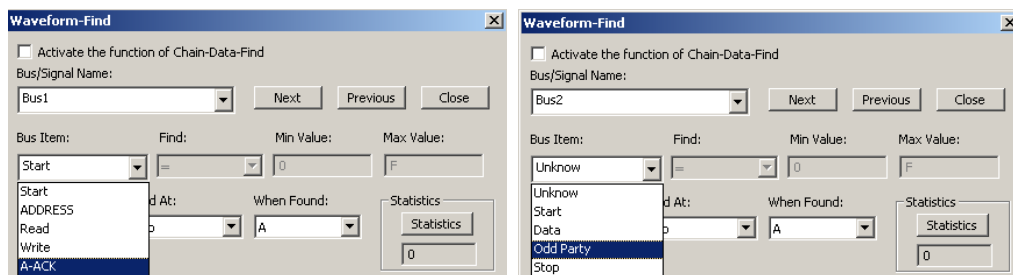 Waveform-Find
Activate the function of Chain-Data-Find
Bus/Signal Name:
Bus1
Next
Previous
Close
Bus Item:
Find:
Min Value:
Max Value:
Start
=
0
F
Start
ADDRESS
Read
Write
A-ACK
d At:
When Found:
A
Statistics
Statistics
0
Waveform-Find
Activate the function of Chain-Data-Find
Bus/Signal Name:
Bus2
Next
Previous
Close
Bus Item:
Find:
Min Value:
Max Value:
Unknow
=
0
F
Unknow
Start
Data
Odd Party
Stop
d At:
When Found:
A
Statistics
Statistics
0